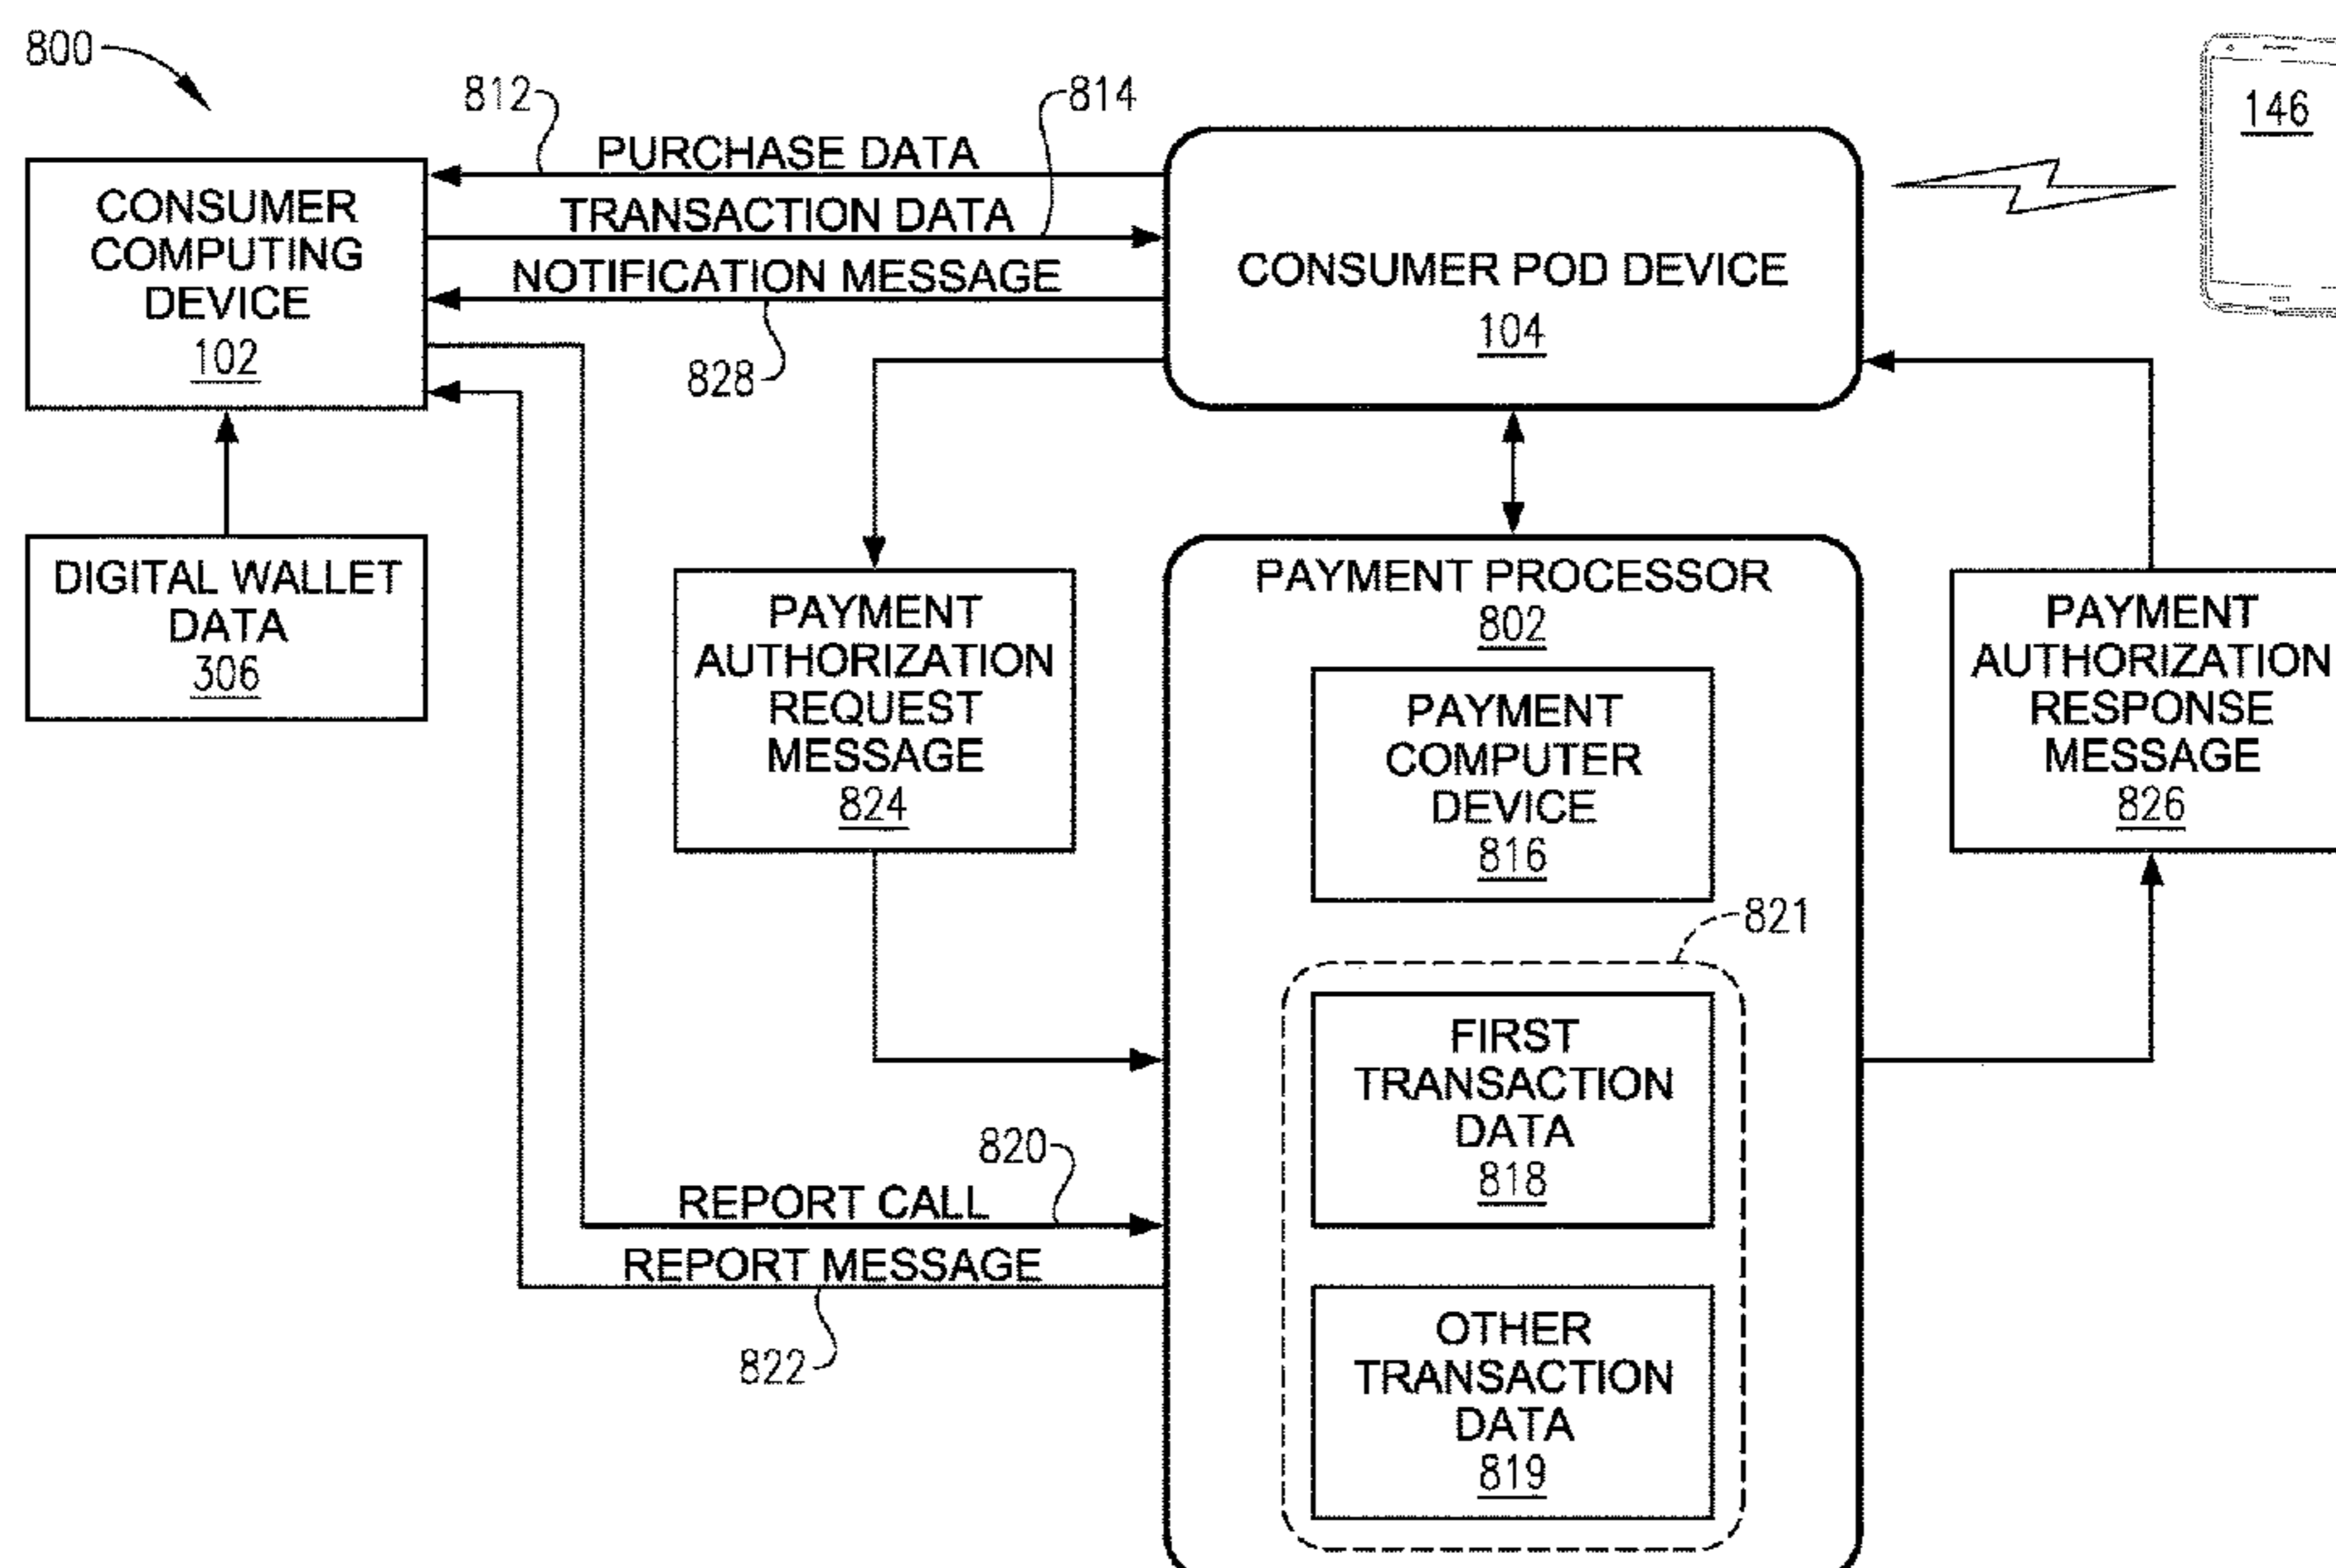 800
812
814
146
PURCHASE DATA
TRANSACTION DATA
NOTIFICATION MESSAGE
828
CONSUMER
COMPUTING
DEVICE
102
CONSUMER POD DEVICE
104
DIGITAL WALLET
DATA
306
PAYMENT
AUTHORIZATION
REQUEST
MESSAGE
824
PAYMENT PROCESSOR
802
PAYMENT
COMPUTER
DEVICE
816
PAYMENT
AUTHORIZATION
RESPONSE
MESSAGE
826
821
FIRST
TRANSACTION
DATA
818
820
REPORT CALL
REPORT MESSAGE
822
OTHER
TRANSACTION
DATA
819